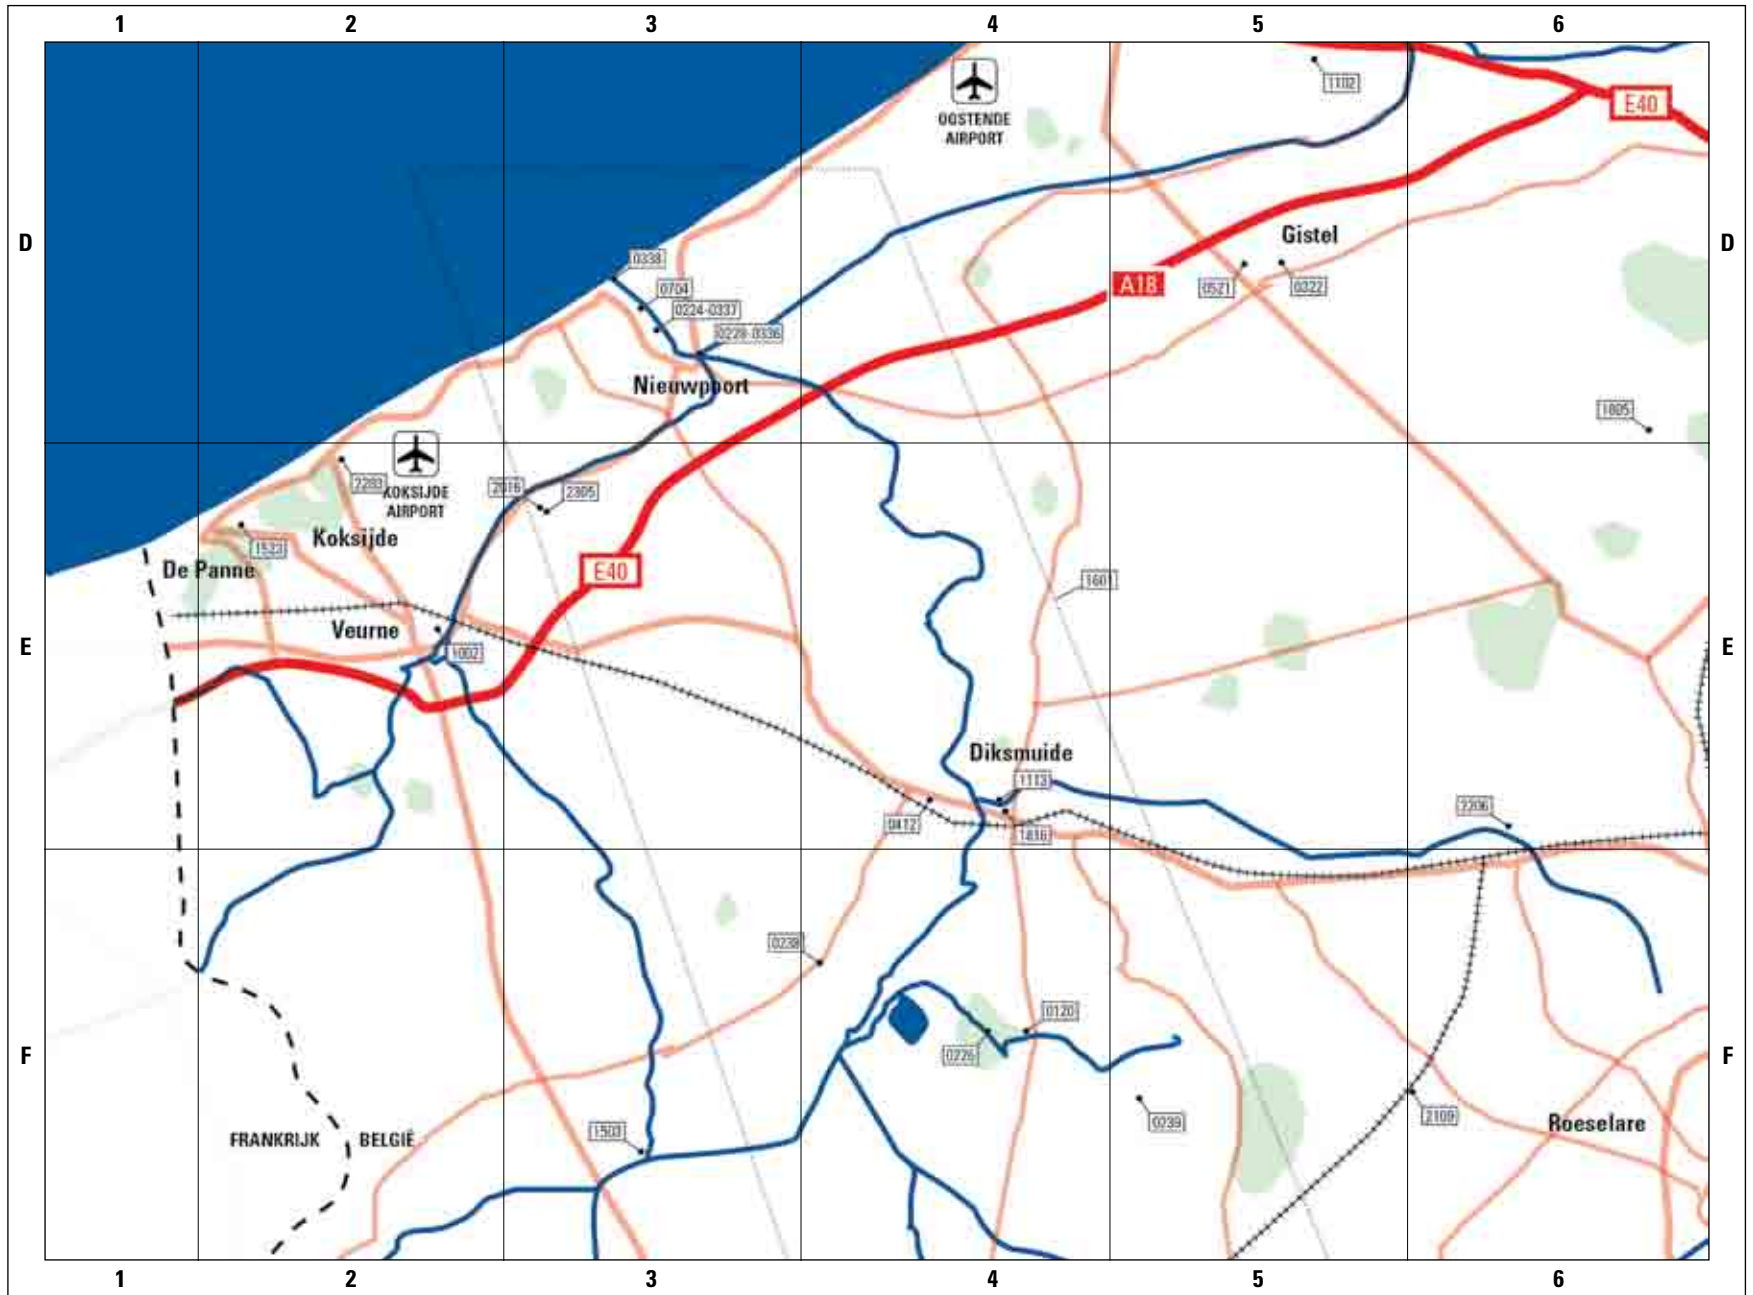 1 2 3 4 5 6
OOSTENDE
AIRPORT
1102
E40
D
D
0338
0704
0224-0337
0228-0336
Gistel
A18
0521
0322
Nieuwpoort
1805
2283
KOKSIJDE
AIRPORT
2016
2305
Koksijde
1523
De Panne
E40
1601
Veurne
E
E
1002
Diksmuide
1113
2206
0412
1816
0238
0120
0226
F
F
0239
2109
1503
FRANKRIJK
BELGIË
Roeselare
1 2 3 4 5 6